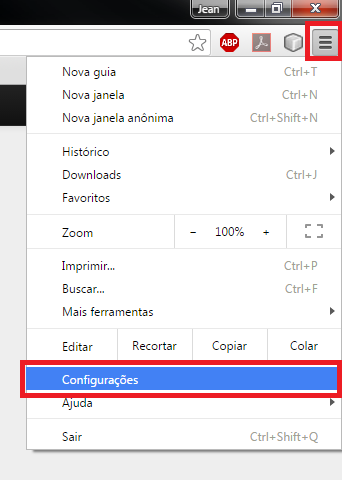 Jean
ABP
Nova guia Ctrl+T
Nova janela Ctrl+N
Nova janela anônima Ctrl+Shift+N
Histórico
Downloads Ctrl+J
Favoritos
Zoom − 100% +
Imprimir... Ctrl+P
Buscar... Ctrl+F
Mais ferramentas
Editar Recortar Copiar Colar
Configurações
Ajuda
Sair Ctrl+Shift+Q